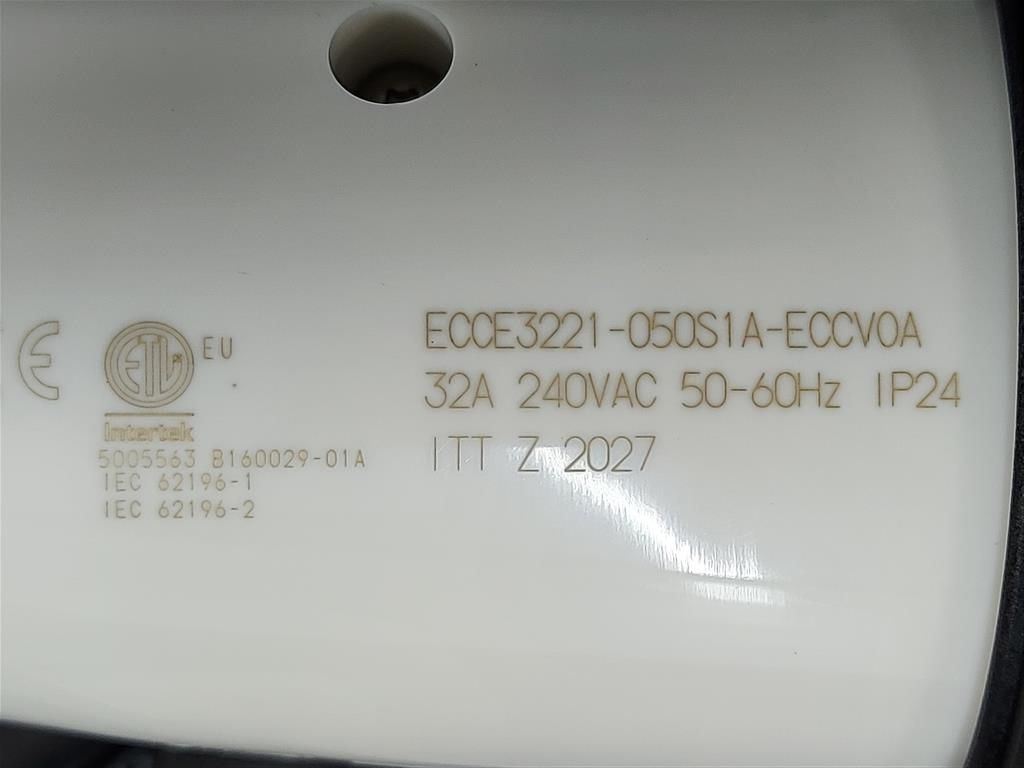 CE
ETL EU
Intertek
5005563 B160029-01A
IEC 62196-1
IEC 62196-2
ECCE3221-050S1A-ECCV0A
32A 240VAC 50-60Hz IP24
ITT Z 2027